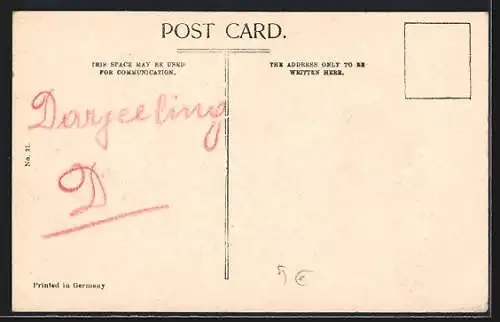 POST CARD.
THIS SPACE MAY BE USED
FOR COMMUNICATION.
THE ADDRESS ONLY TO BE
WRITTEN HERE.
Darjeeling
D
No. 21.
5 €
Printed in Germany